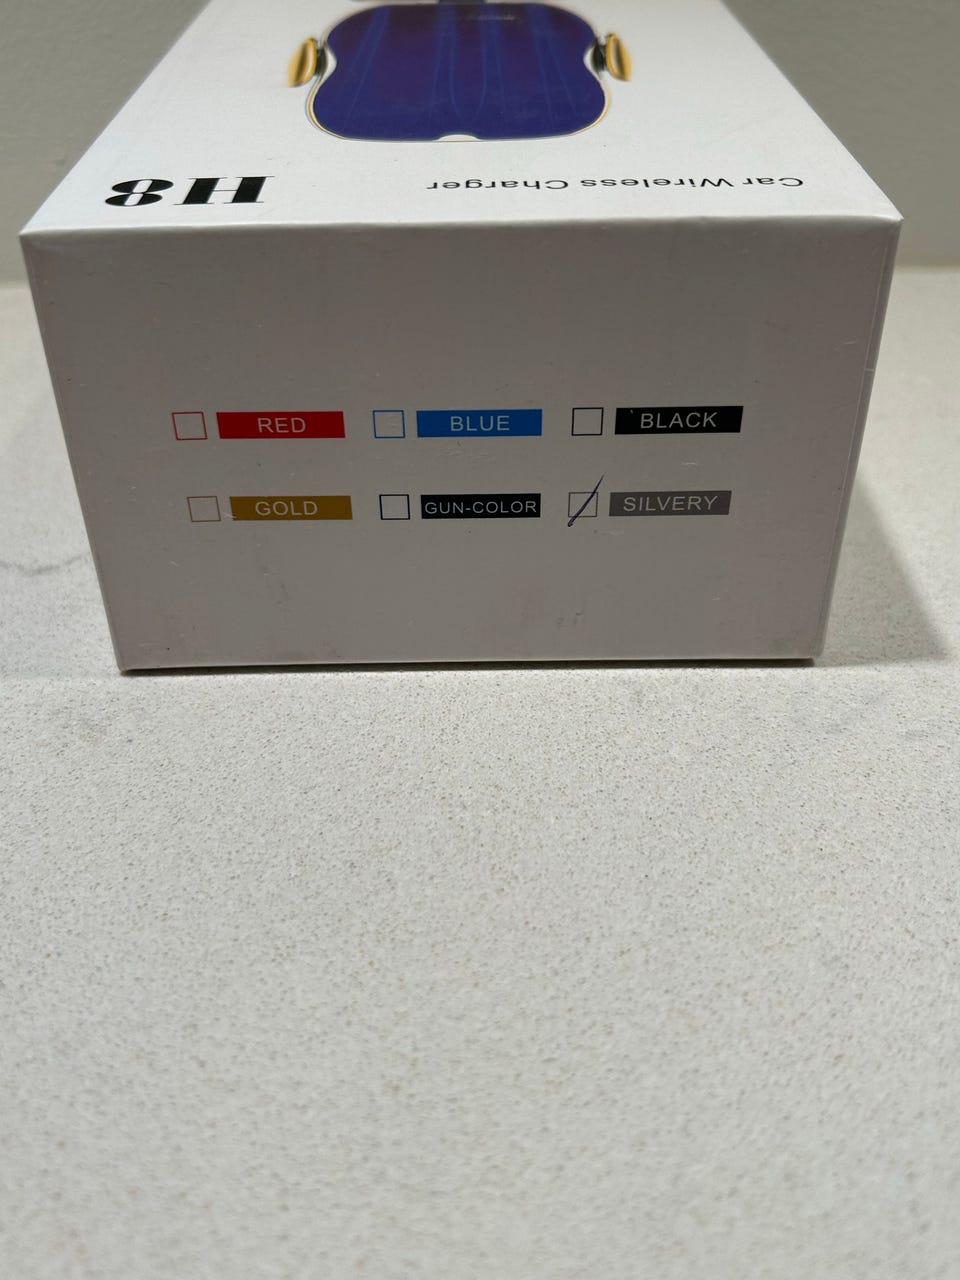 H8
Car Wireless Charger
RED BLUE BLACK
GOLD GUN-COLOR SILVERY